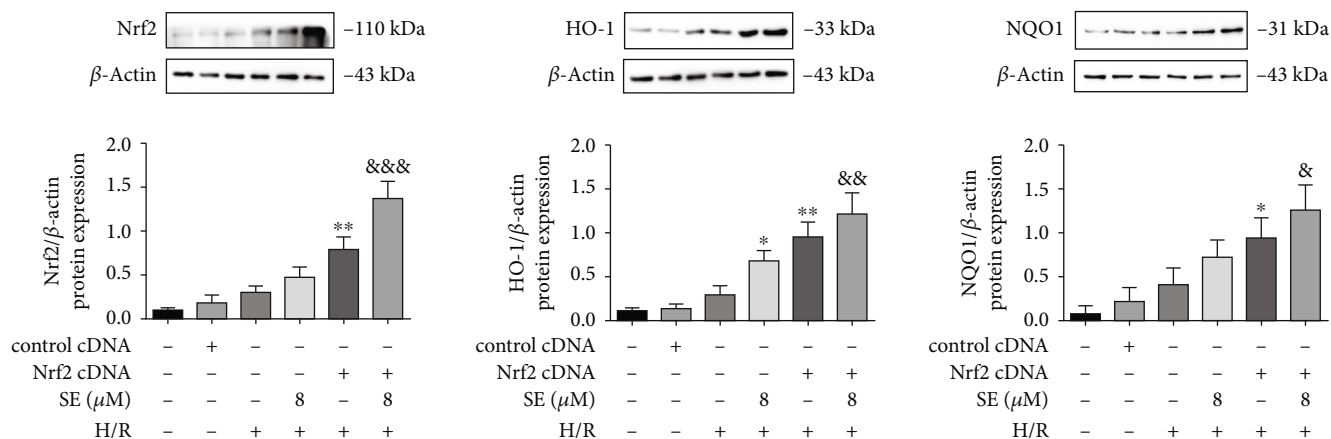 Nrf2 –110 kDa
β-Actin –43 kDa
Nrf2/β-actin
protein expression
2.0
1.5
1.0
0.5
0.0
**
&&&
control cDNA – + – – – –
Nrf2 cDNA – – – – + +
SE (μM) – – – 8 – 8
H/R – – + + + +
HO-1 –33 kDa
β-Actin –43 kDa
HO-1/β-actin
protein expression
2.0
1.5
1.0
0.5
0.0
*
**
&&
control cDNA – + – – – –
Nrf2 cDNA – – – – + +
SE (μM) – – – 8 – 8
H/R – – + + + +
NQO1 –31 kDa
β-Actin –43 kDa
NQO1/β-actin
protein expression
2.0
1.5
1.0
0.5
0.0
*
&
control cDNA – + – – – –
Nrf2 cDNA – – – – + +
SE (μM) – – – 8 – 8
H/R – – + + + +